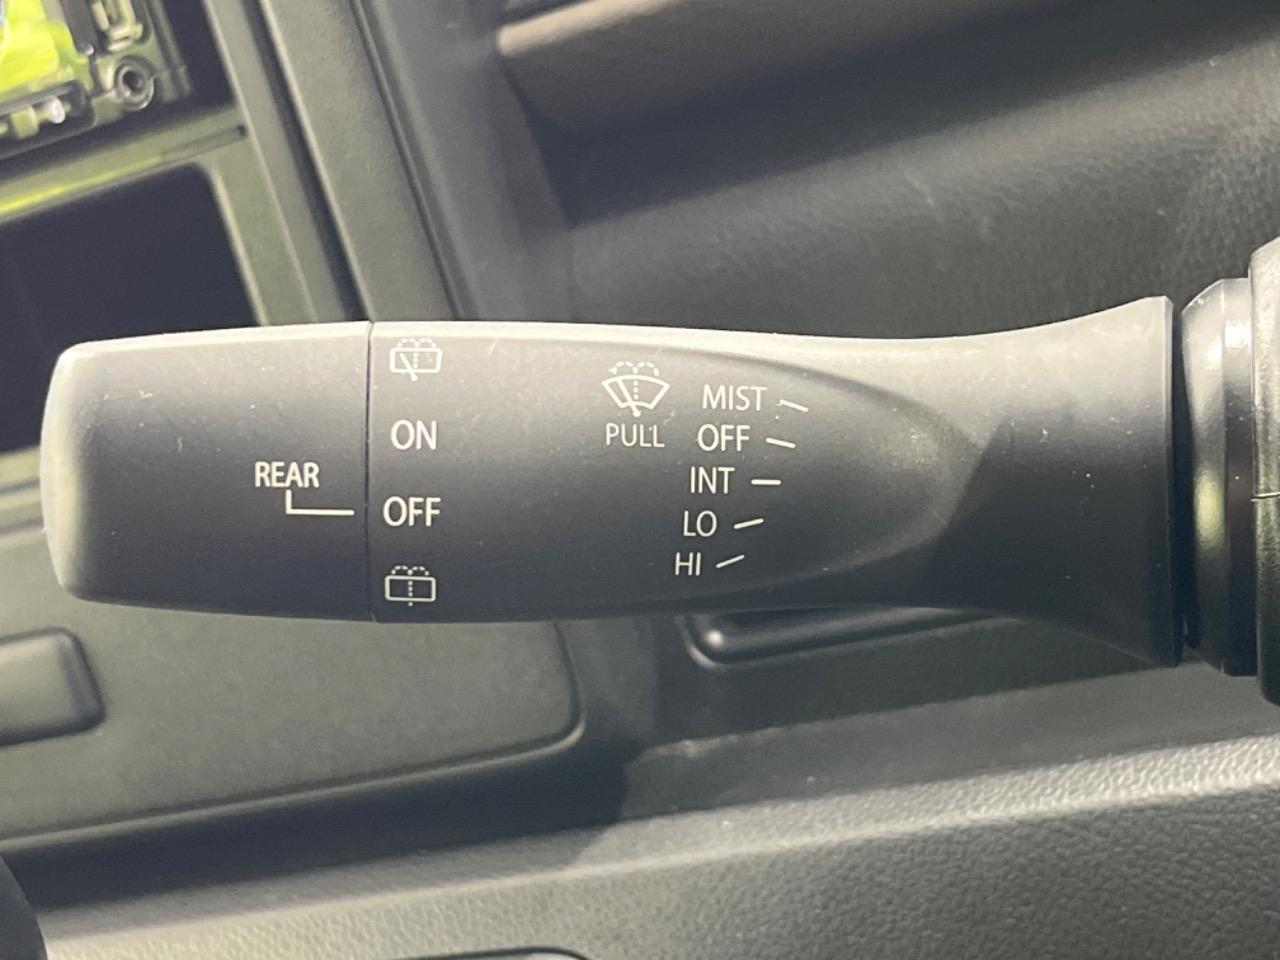 REAR
ON
OFF
PULL
MIST
OFF
INT
LO
HI